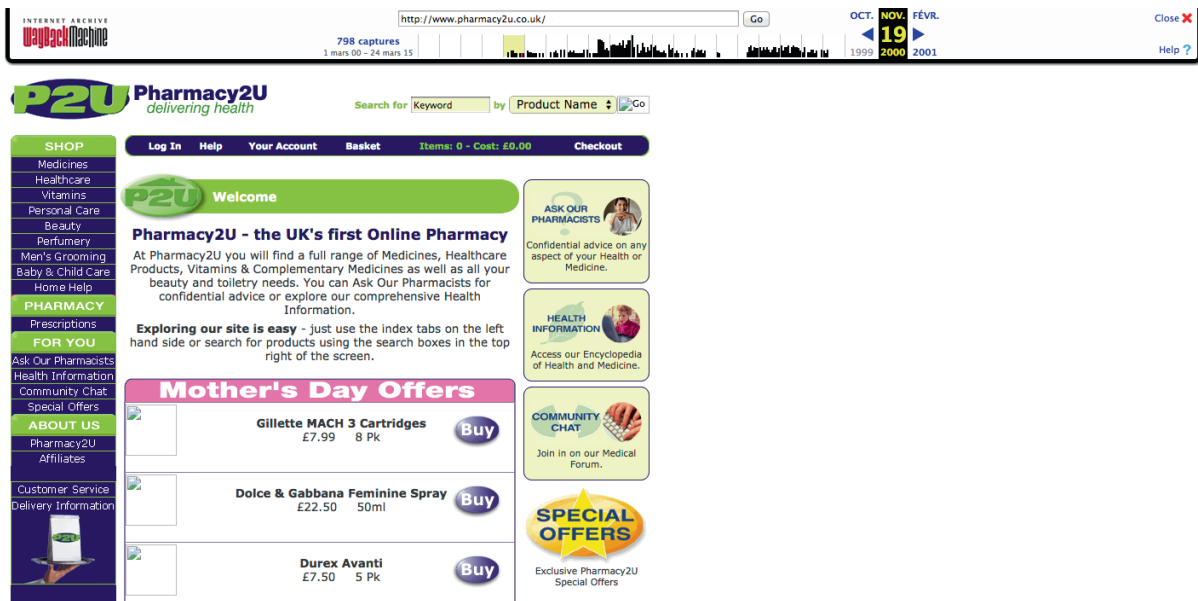 INTERNET ARCHIVE
WayBackMachine
http://www.pharmacy2u.co.uk/
Go
798 captures
1 mars 00 – 24 mars 15
OCT. NOV. FÉVR.
19
1999 2000 2001
Close
Help ?
P2U Pharmacy2U
delivering health
Search for Keyword by Product Name Go
SHOP
Medicines
Healthcare
Vitamins
Personal Care
Beauty
Perfumery
Men's Grooming
Baby & Child Care
Home Help
PHARMACY
Prescriptions
FOR YOU
Ask Our Pharmacists
Health Information
Community Chat
Special Offers
ABOUT US
Pharmacy2U
Affiliates
Customer Service
Delivery Information
P2U
Log In Help Your Account Basket Items: 0 - Cost: £0.00 Checkout
P2U Welcome
Pharmacy2U - the UK's first Online Pharmacy
At Pharmacy2U you will find a full range of Medicines, Healthcare
Products, Vitamins & Complementary Medicines as well as all your
beauty and toiletry needs. You can Ask Our Pharmacists for
confidential advice or explore our comprehensive Health
Information.
Exploring our site is easy - just use the index tabs on the left
hand side or search for products using the search boxes in the top
right of the screen.
Mother's Day Offers
Gillette MACH 3 Cartridges
£7.99 8 Pk
Buy
Dolce & Gabbana Feminine Spray
£22.50 50ml
Buy
Durex Avanti
£7.50 5 Pk
Buy
?
ASK OUR
PHARMACISTS
Confidential advice on any
aspect of your Health or
Medicine.
HEALTH
INFORMATION
Access our Encyclopedia
of Health and Medicine.
COMMUNITY
CHAT
Join in on our Medical
Forum.
SPECIAL
OFFERS
Exclusive Pharmacy2U
Special Offers